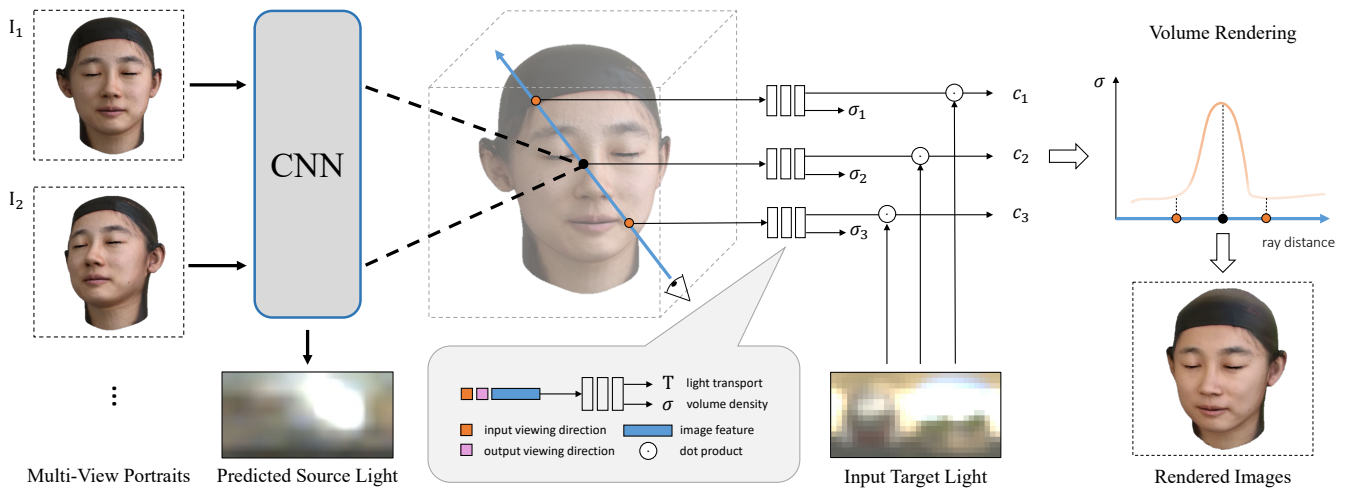 I1
CNN
I2
Multi-View Portraits
Predicted Source Light
σ1
c1
σ2
c2
σ3
c3
T light transport
σ volume density
input viewing direction
image feature
output viewing direction
dot product
Input Target Light
Volume Rendering
σ
ray distance
Rendered Images